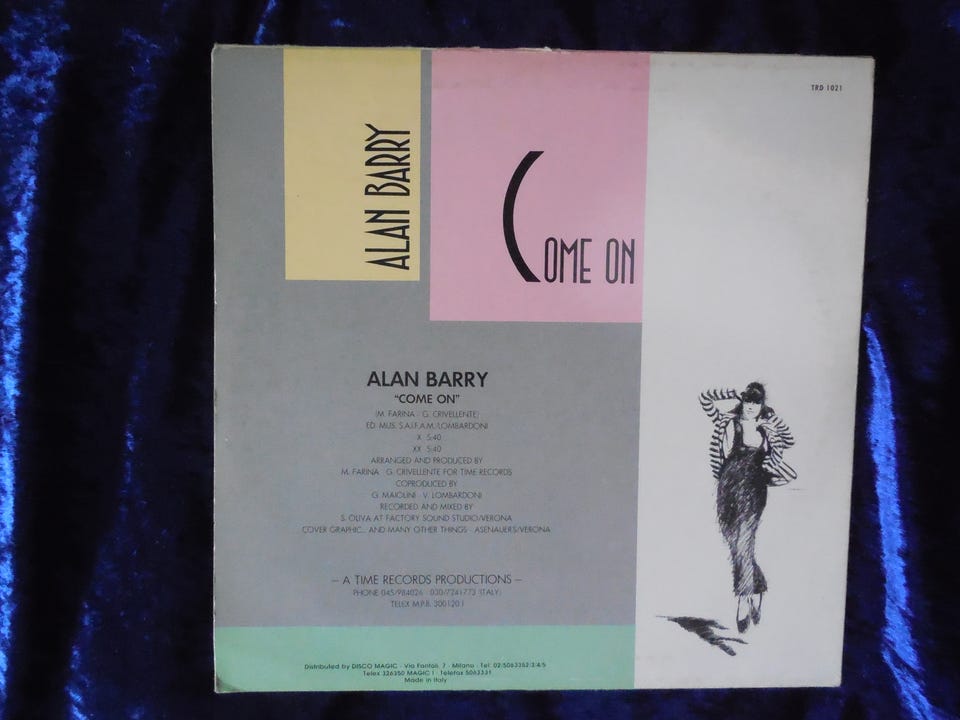 ALAN BARRY
COME ON
TRD 1021
ALAN BARRY
"COME ON"
(M. FARINA - G. CRIVELLENTE)
ED. MUS. S.A.I.F.A.M./LOMBARDONI
X 5:40
XX 5:40
ARRANGED AND PRODUCED BY
M. FARINA - G. CRIVELLENTE FOR TIME RECORDS
COPRODUCED BY
G. MAIOLINI - V. LOMBARDONI
RECORDED AND MIXED BY
S. OLIVA AT FACTORY SOUND STUDIO/VERONA
COVER GRAPHIC... AND MANY OTHER THINGS - ASENAUERS/VERONA
– A TIME RECORDS PRODUCTIONS –
PHONE 045/984026 - 030/7241773 (ITALY)
TELEX M.P.B. 300120 I
Distributed by DISCO MAGIC - Via Fantoli, 7 - Milano - Tel. 02/5063352/3/4/5
Telex 326350 MAGIC I - Telefax 5063331
Made in Italy